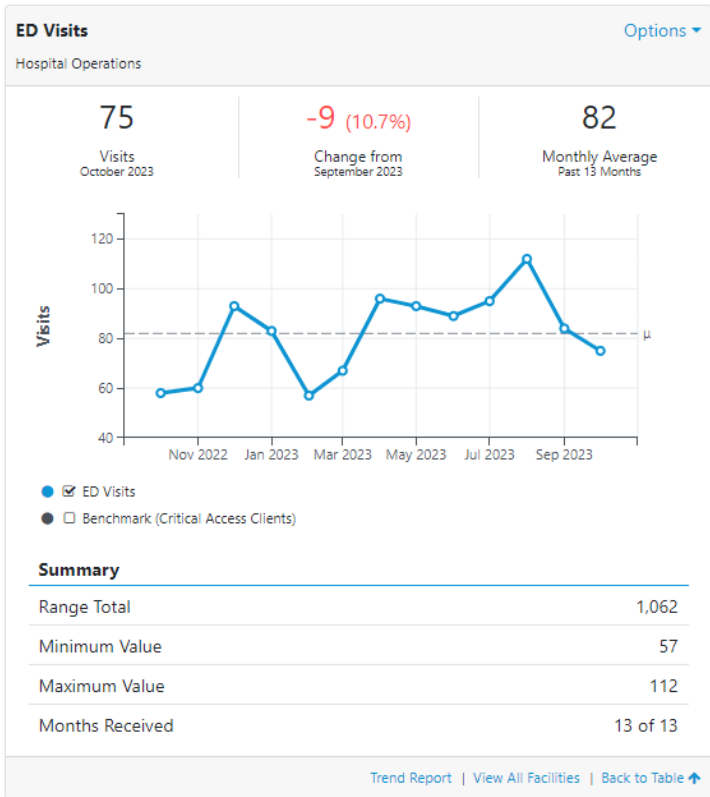 ED Visits
Options
Hospital Operations
75
Visits
October 2023
-9 (10.7%)
Change from
September 2023
82
Monthly Average
Past 13 Months
Visits
120
100
80
60
40
μ
Nov 2022 Jan 2023 Mar 2023 May 2023 Jul 2023 Sep 2023
ED Visits
Benchmark (Critical Access Clients)
Summary
Range Total 1,062
Minimum Value 57
Maximum Value 112
Months Received 13 of 13
Trend Report | View All Facilities | Back to Table